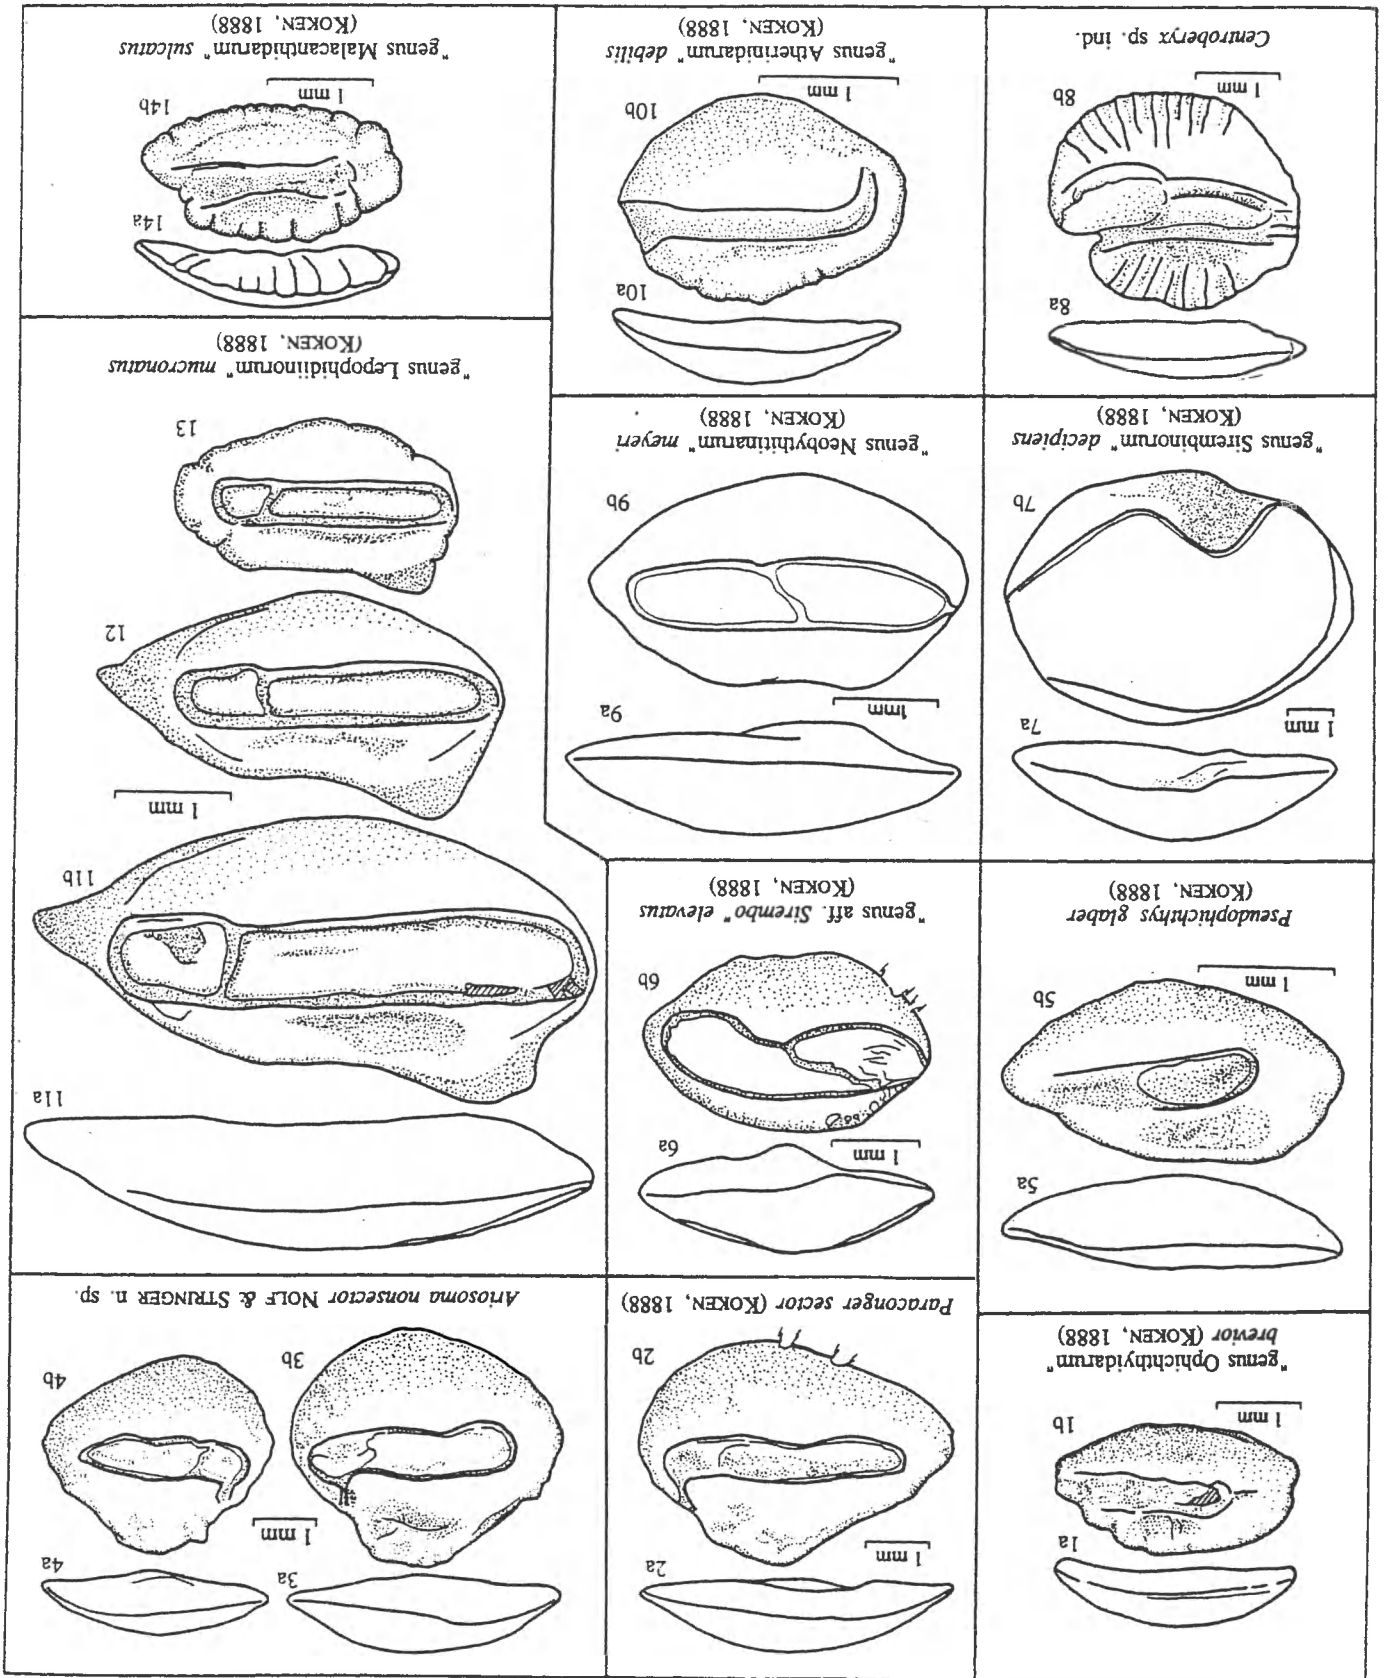 1a
1b
1 mm
"genus Ophichthyidarum"
brevior (KOKEN, 1888)
2a
1 mm
2b
Paraconger sector (KOKEN, 1888)
3a
4a
1 mm
3b
4b
Ariosoma nonsector NOLF & STRINGER n. sp.
5a
5b
1 mm
Pseudophichthys glaber
(KOKEN, 1888)
6a
1 mm
6b
"genus aff. Sirembo" elevatus
(KOKEN, 1888)
7a
1 mm
7b
"genus Sirembinorum" decipiens
(KOKEN, 1888)
8a
8b
1 mm
Centroberyx sp. ind.
9a
1mm
9b
"genus Neobythitinarum" meyeri
(KOKEN, 1888)
10a
10b
1 mm
"genus Atherinidarum" debilis
(KOKEN, 1888)
11a
11b
1 mm
12
13
"genus Lepophidiinorum" mucronatus
(KOKEN, 1888)
14a
14b
1 mm
"genus Malacanthidarum" sulcatus
(KOKEN, 1888)